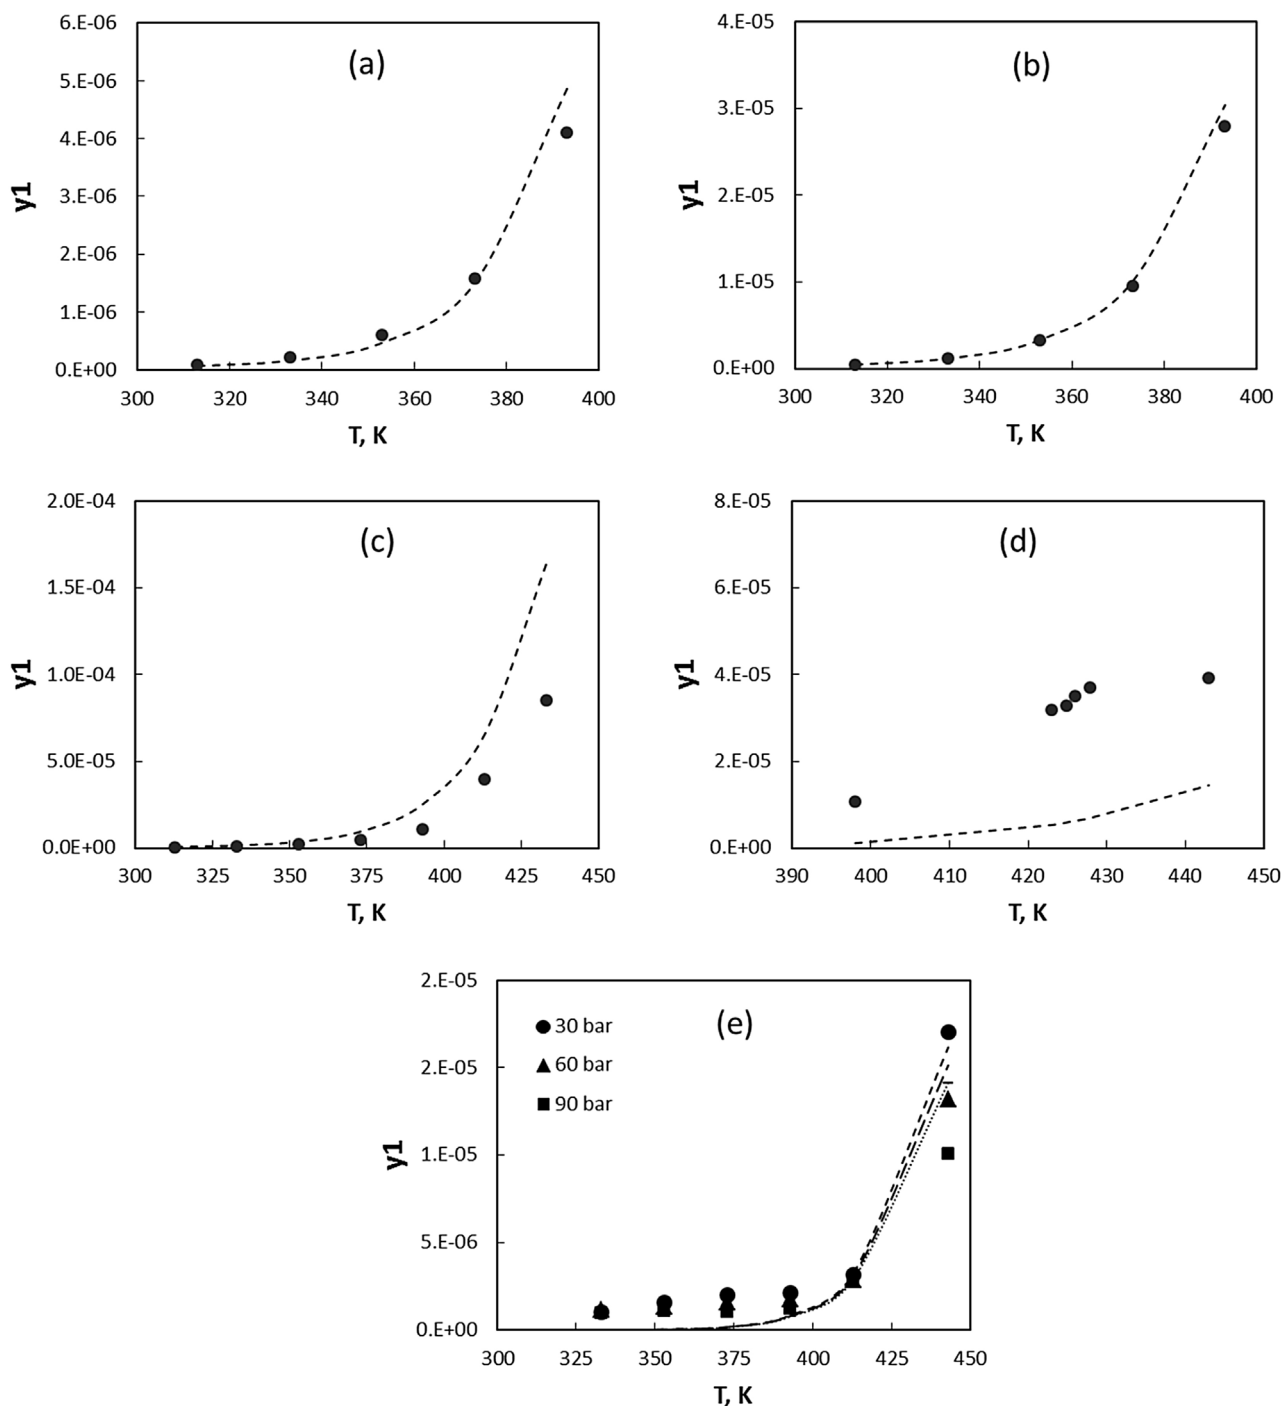 (a)
6.E-06
5.E-06
4.E-06
3.E-06
2.E-06
1.E-06
0.E+00
y1
300 320 340 360 380 400
T, K
(b)
4.E-05
3.E-05
2.E-05
1.E-05
0.E+00
y1
300 320 340 360 380 400
T, K
(c)
2.0E-04
1.5E-04
1.0E-04
5.0E-05
0.0E+00
y1
300 325 350 375 400 425 450
T, K
(d)
8.E-05
6.E-05
4.E-05
2.E-05
0.E+00
y1
390 400 410 420 430 440 450
T, K
(e)
2.E-05
2.E-05
1.E-05
5.E-06
0.E+00
y1
30 bar
60 bar
90 bar
300 325 350 375 400 425 450
T, K